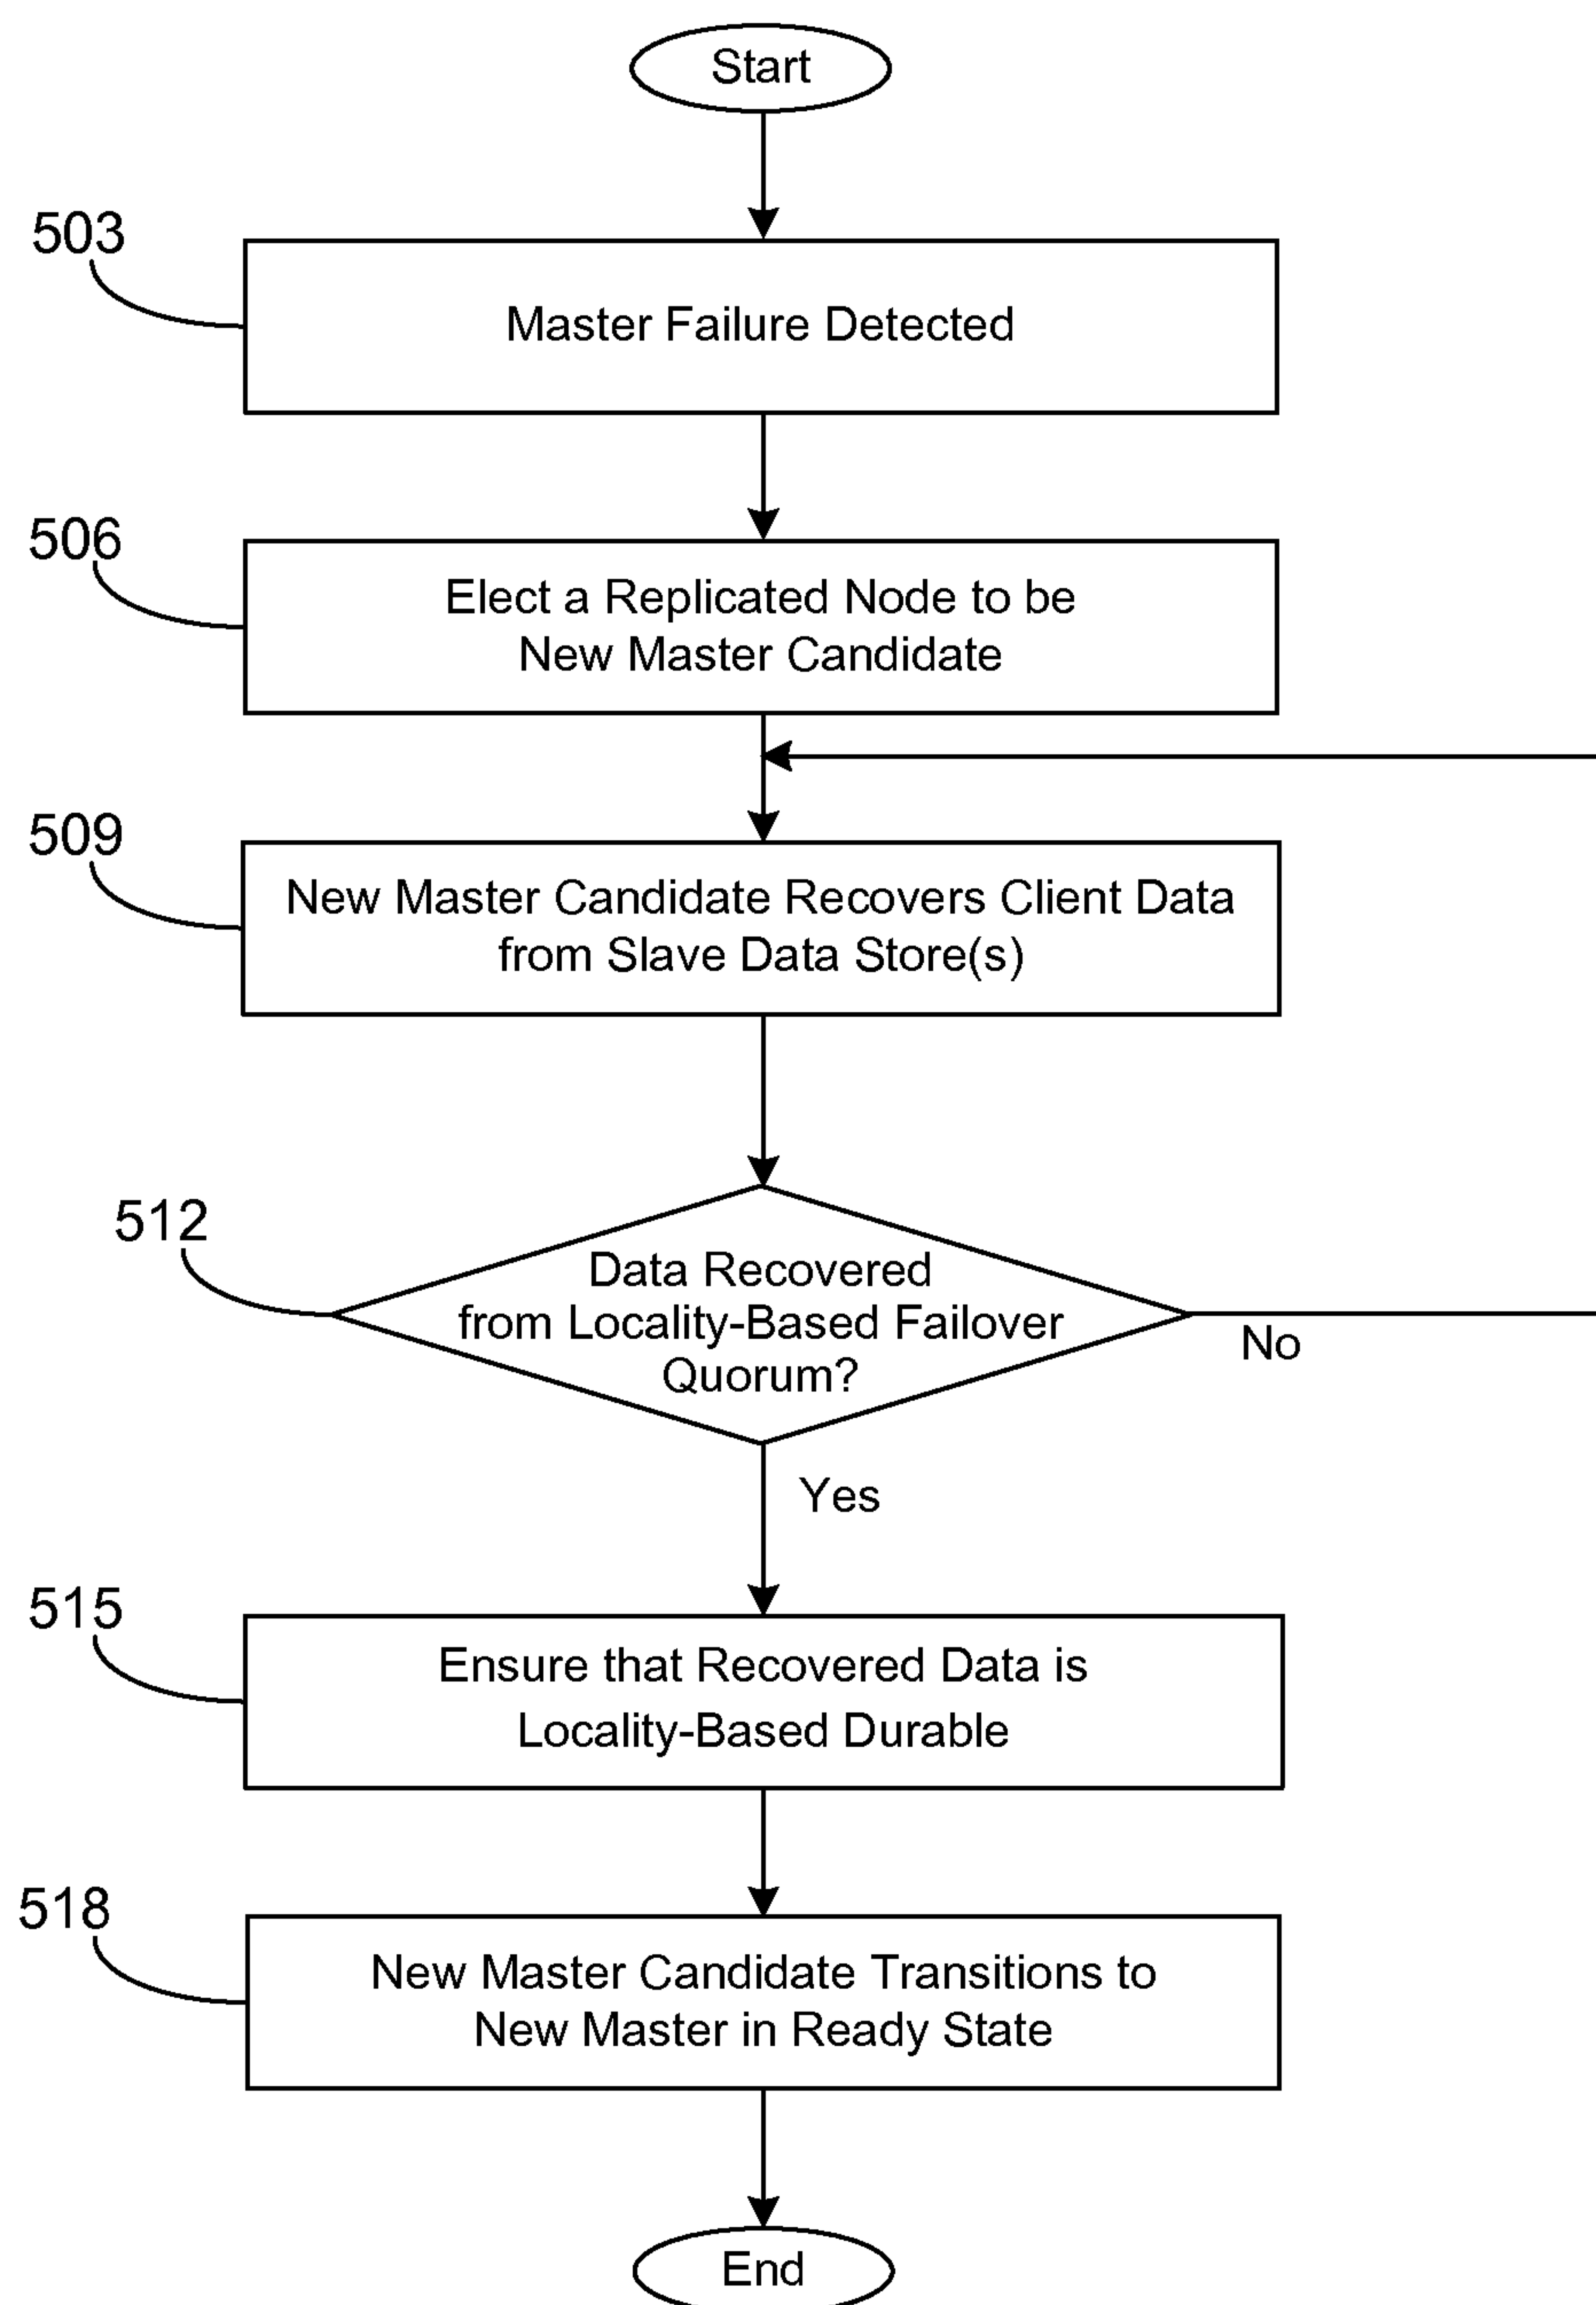 Start
503
Master Failure Detected
506
Elect a Replicated Node to be
New Master Candidate
509
New Master Candidate Recovers Client Data
from Slave Data Store(s)
512
Data Recovered
from Locality-Based Failover
Quorum?
No
Yes
515
Ensure that Recovered Data is
Locality-Based Durable
518
New Master Candidate Transitions to
New Master in Ready State
End